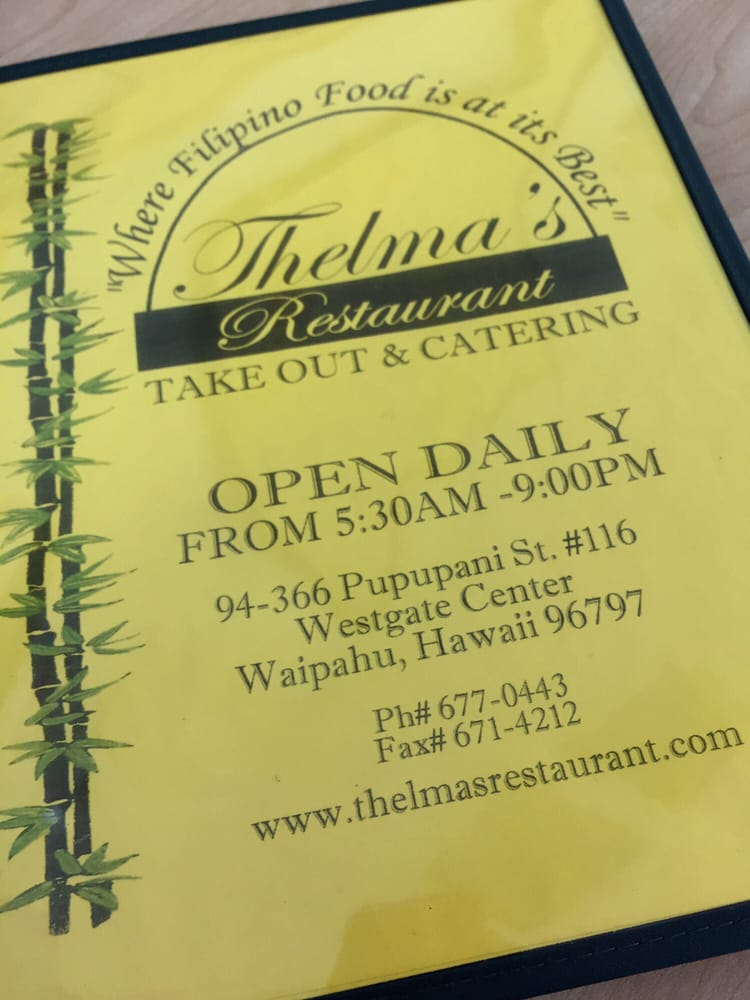 "Where Filipino Food is at its Best"
Thelma's
Restaurant
TAKE OUT & CATERING
OPEN DAILY
FROM 5:30AM -9:00PM
94-366 Pupupani St. #116
Westgate Center
Waipahu, Hawaii 96797
Ph# 677-0443
Fax# 671-4212
www.thelmasrestaurant.com